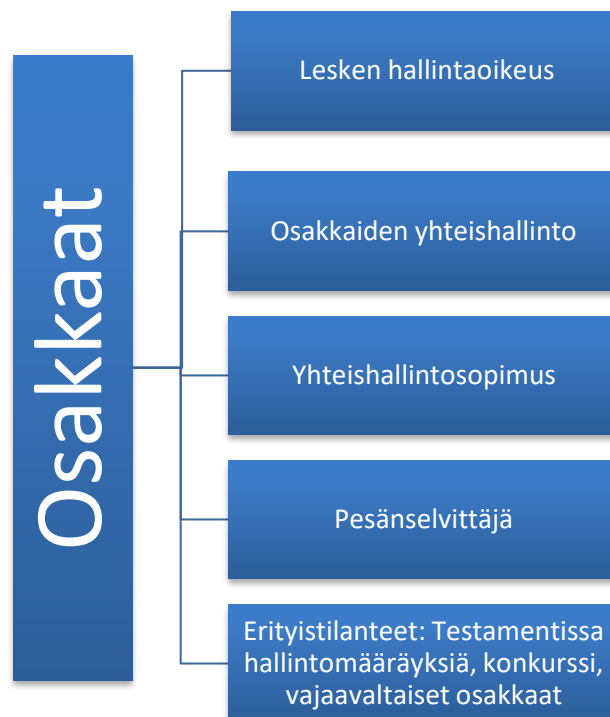 Osakkaat
Lesken hallintaoikeus
Osakkaiden yhteishallinto
Yhteishallintosopimus
Pesänselvittäjä
Erityistilanteet: Testamentissa
hallintomääräyksiä, konkurssi,
vajaavaltaiset osakkaat